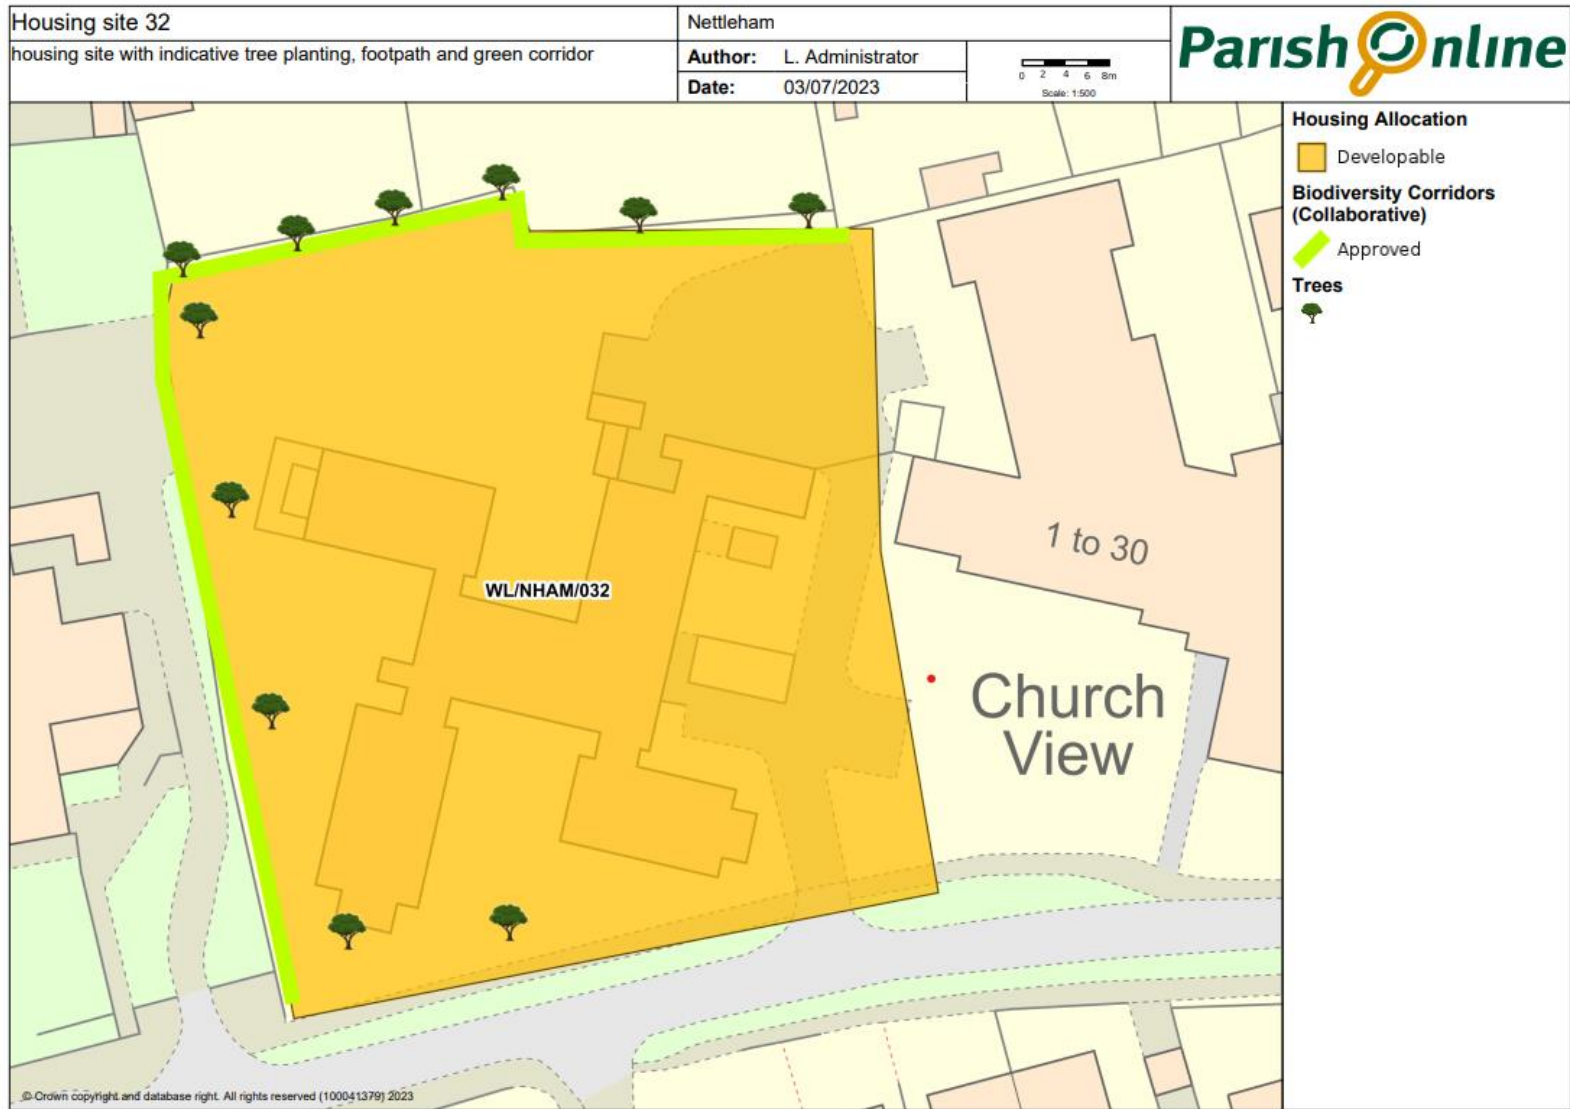 Housing site 32
housing site with indicative tree planting, footpath and green corridor
Nettleham
Author: L. Administrator
Date: 03/07/2023
0 2 4 6 8m
Scale: 1:500
Parish Online
Housing Allocation
Developable
Biodiversity Corridors
(Collaborative)
Approved
Trees
1 to 30
WL/NHAM/032
Church
View
© Crown copyright and database right. All rights reserved (100041379) 2023